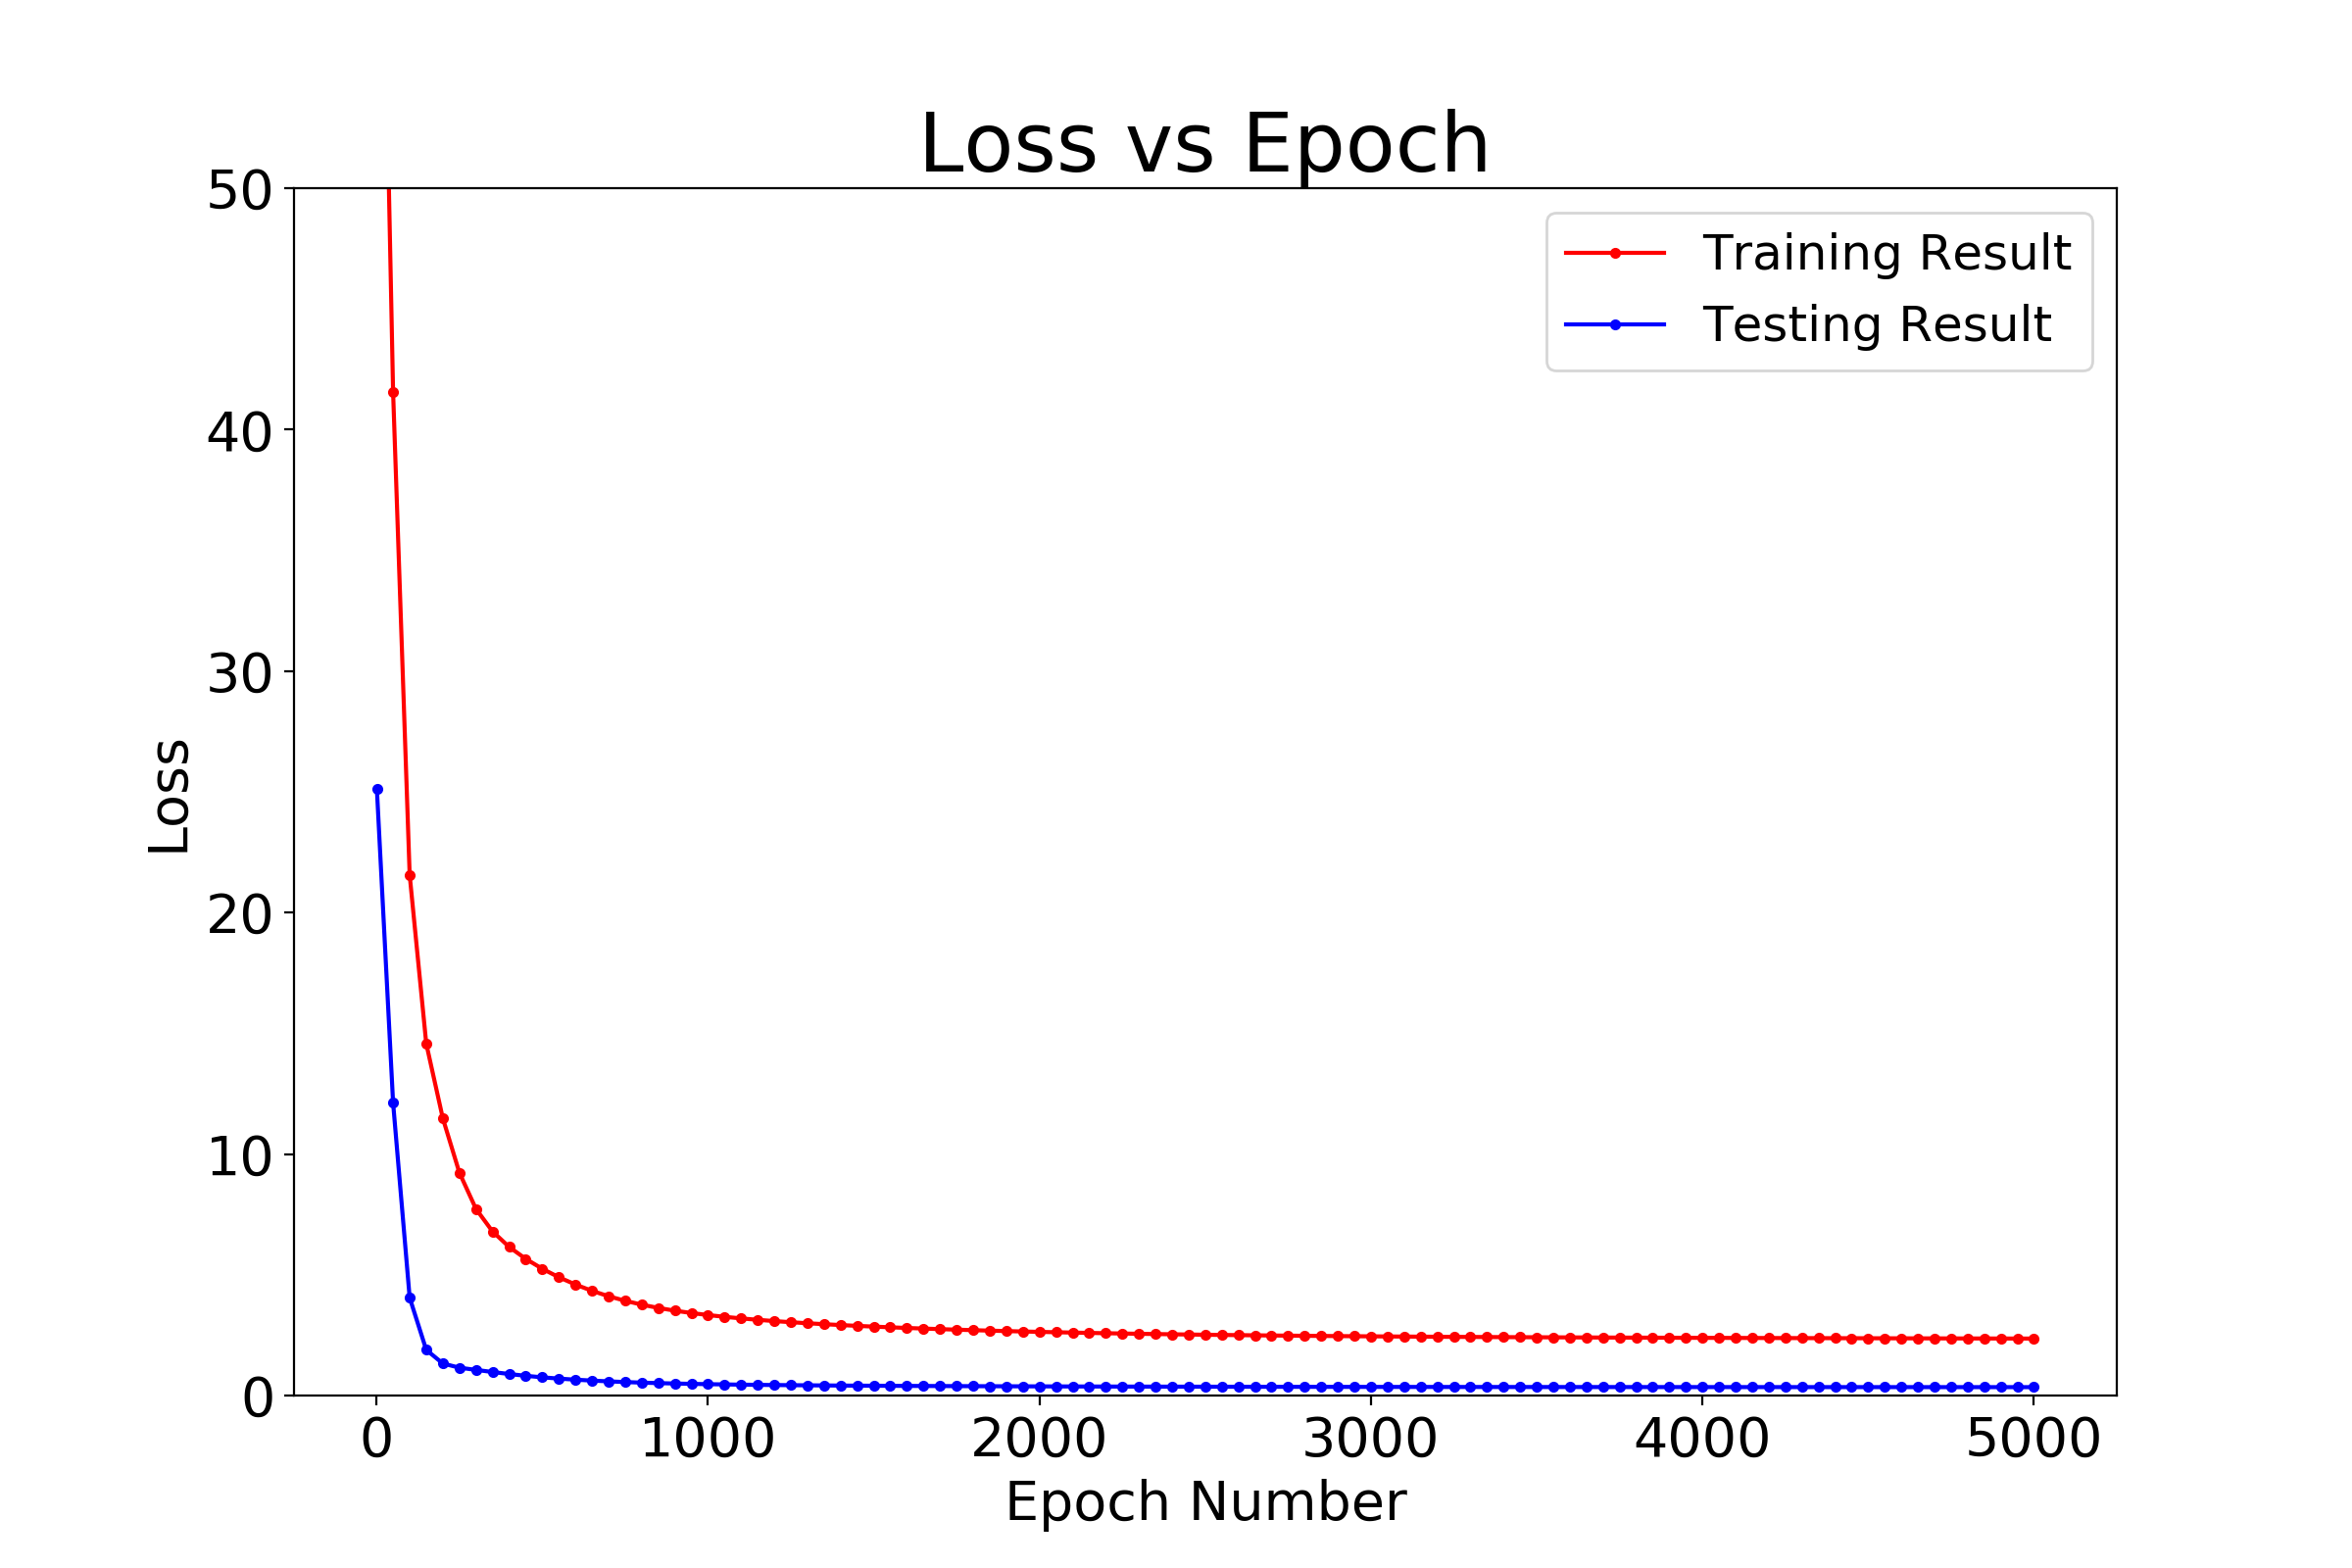 Loss vs Epoch
50
40
30
20
10
0
Loss
Training Result
Testing Result
0 1000 2000 3000 4000 5000
Epoch Number